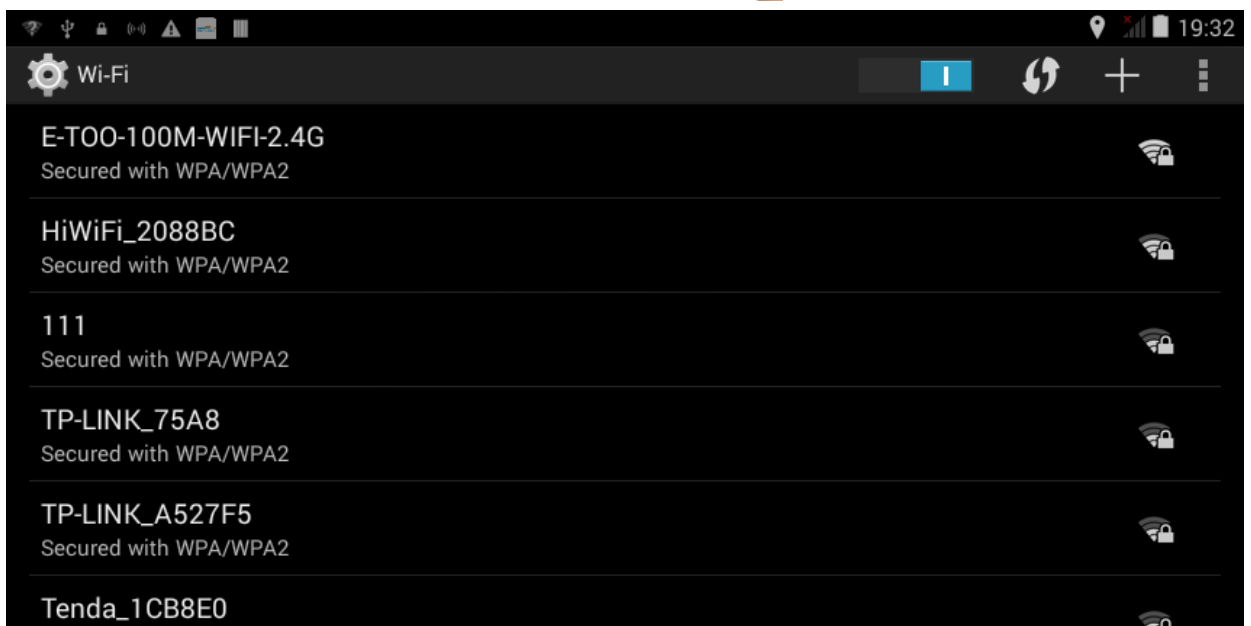 19:32
Wi-Fi
E-TOO-100M-WIFI-2.4G
Secured with WPA/WPA2
HiWiFi_2088BC
Secured with WPA/WPA2
111
Secured with WPA/WPA2
TP-LINK_75A8
Secured with WPA/WPA2
TP-LINK_A527F5
Secured with WPA/WPA2
Tenda_1CB8E0